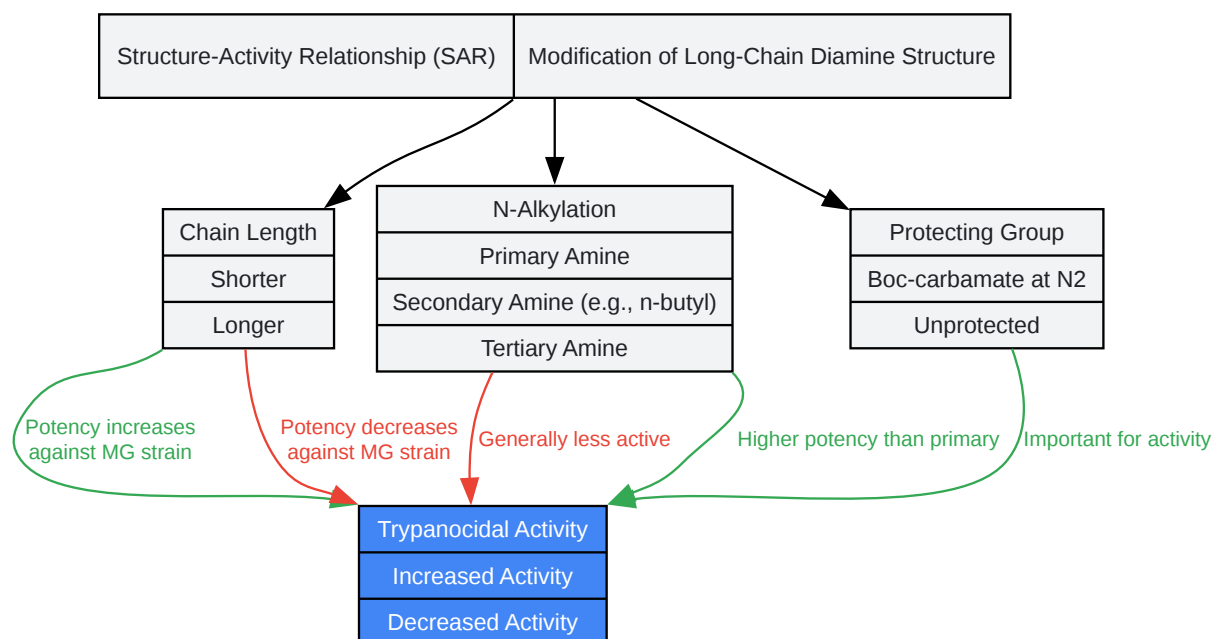 Structure-Activity Relationship (SAR)
Modification of Long-Chain Diamine Structure
Chain Length
Shorter
Longer
N-Alkylation
Primary Amine
Secondary Amine (e.g., n-butyl)
Tertiary Amine
Protecting Group
Boc-carbamate at N2
Unprotected
Potency increases
against MG strain
Potency decreases
against MG strain
Generally less active
Higher potency than primary
Important for activity
Trypanocidal Activity
Increased Activity
Decreased Activity